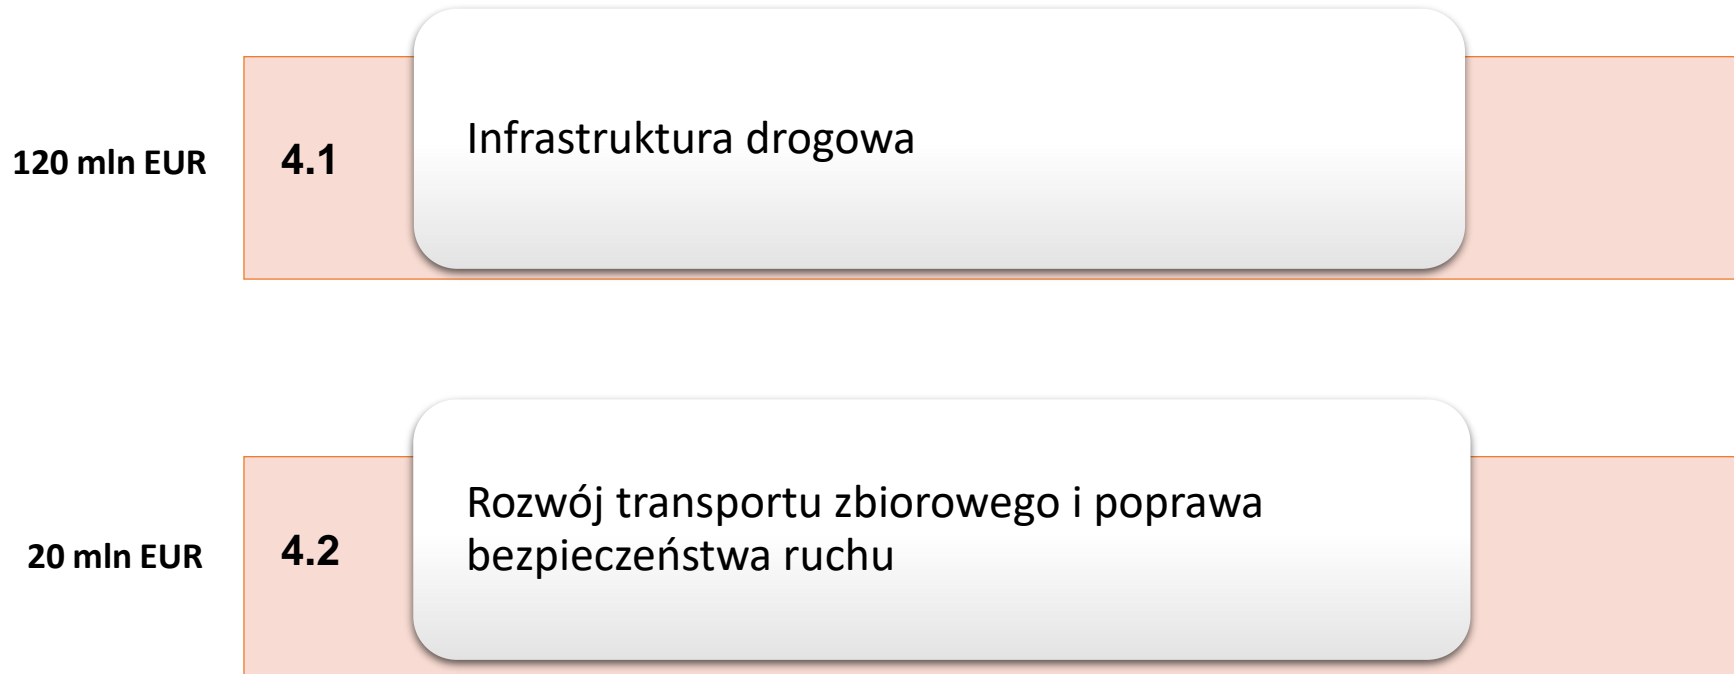 120 mln EUR
4.1
Infrastruktura drogowa
20 mln EUR
4.2
Rozwój transportu zbiorowego i poprawa
bezpieczeństwa ruchu